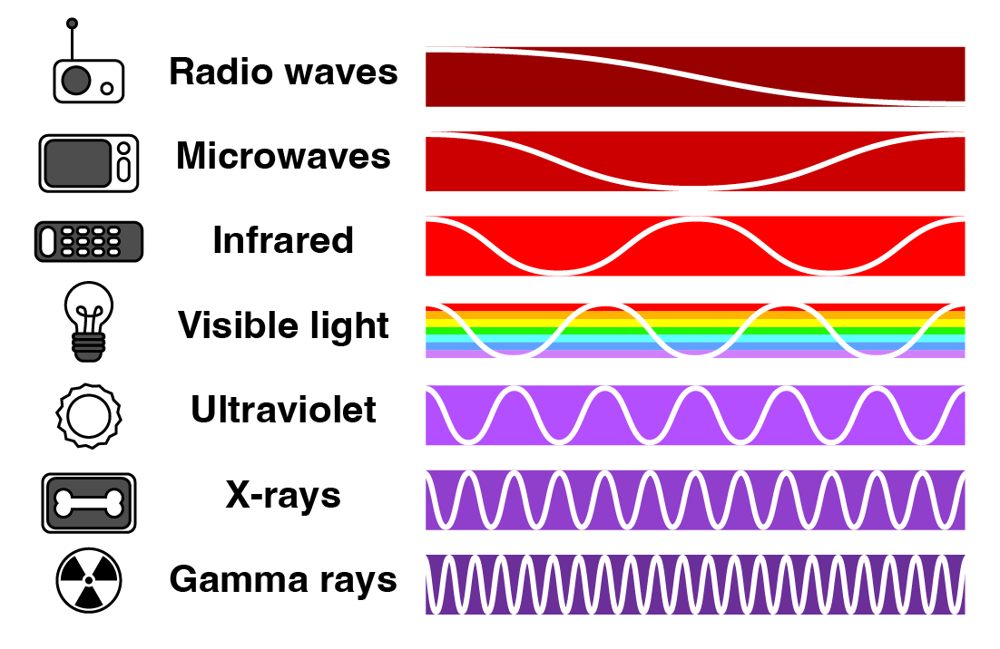 Radio waves
Microwaves
Infrared
Visible light
Ultraviolet
X-rays
Gamma rays